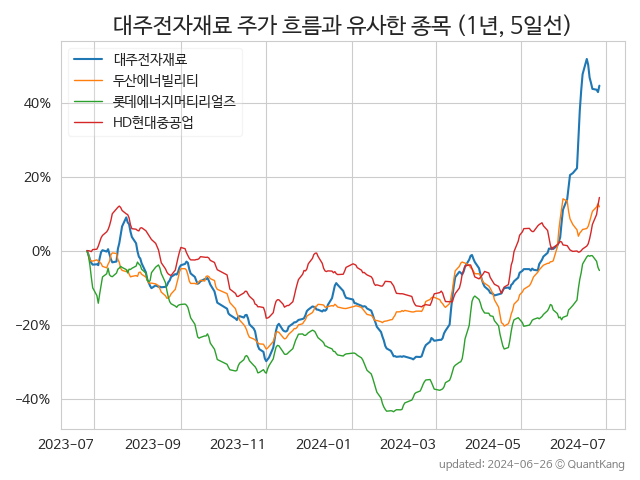 대주전자재료 주가 흐름과 유사한 종목 (1년, 5일선)
대주전자재료
두산에너빌리티
롯데에너지머티리얼즈
HD현대중공업
40%
20%
0%
−20%
−40%
2023-07 2023-09 2023-11 2024-01 2024-03 2024-05 2024-07
updated: 2024-06-26 © QuantKang